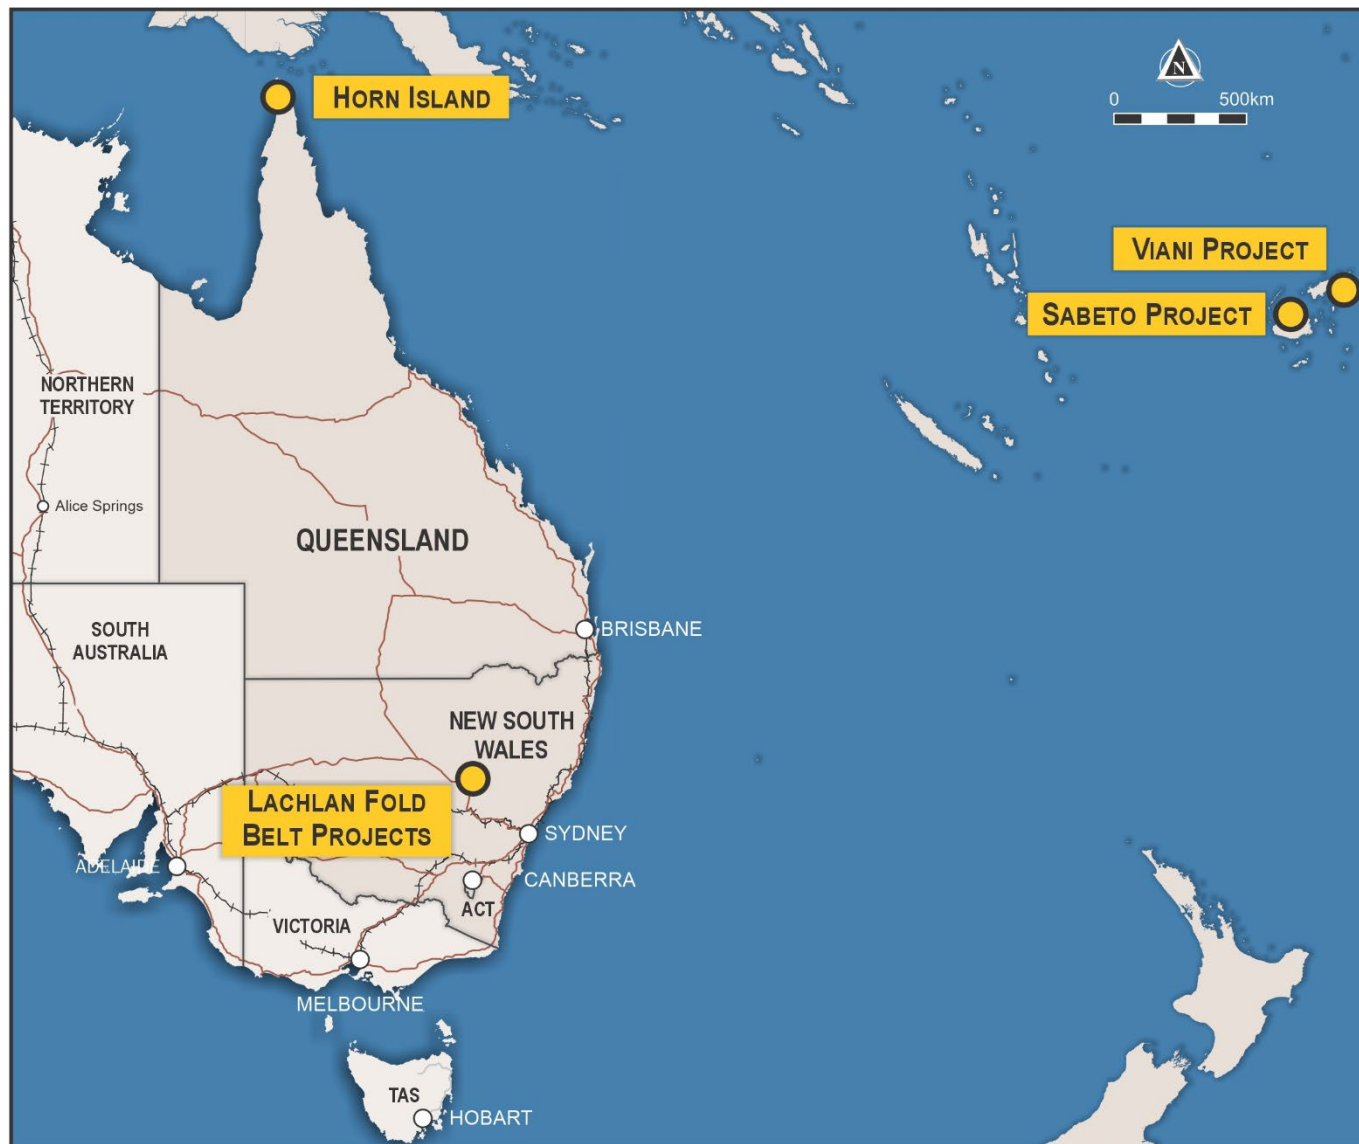 HORN ISLAND
N
0 500km
VIANI PROJECT
SABETO PROJECT
NORTHERN
TERRITORY
Alice Springs
QUEENSLAND
SOUTH
AUSTRALIA
BRISBANE
NEW SOUTH
WALES
LACHLAN FOLD
BELT PROJECTS
SYDNEY
ADELAIDE
CANBERRA
ACT
VICTORIA
MELBOURNE
TAS
HOBART